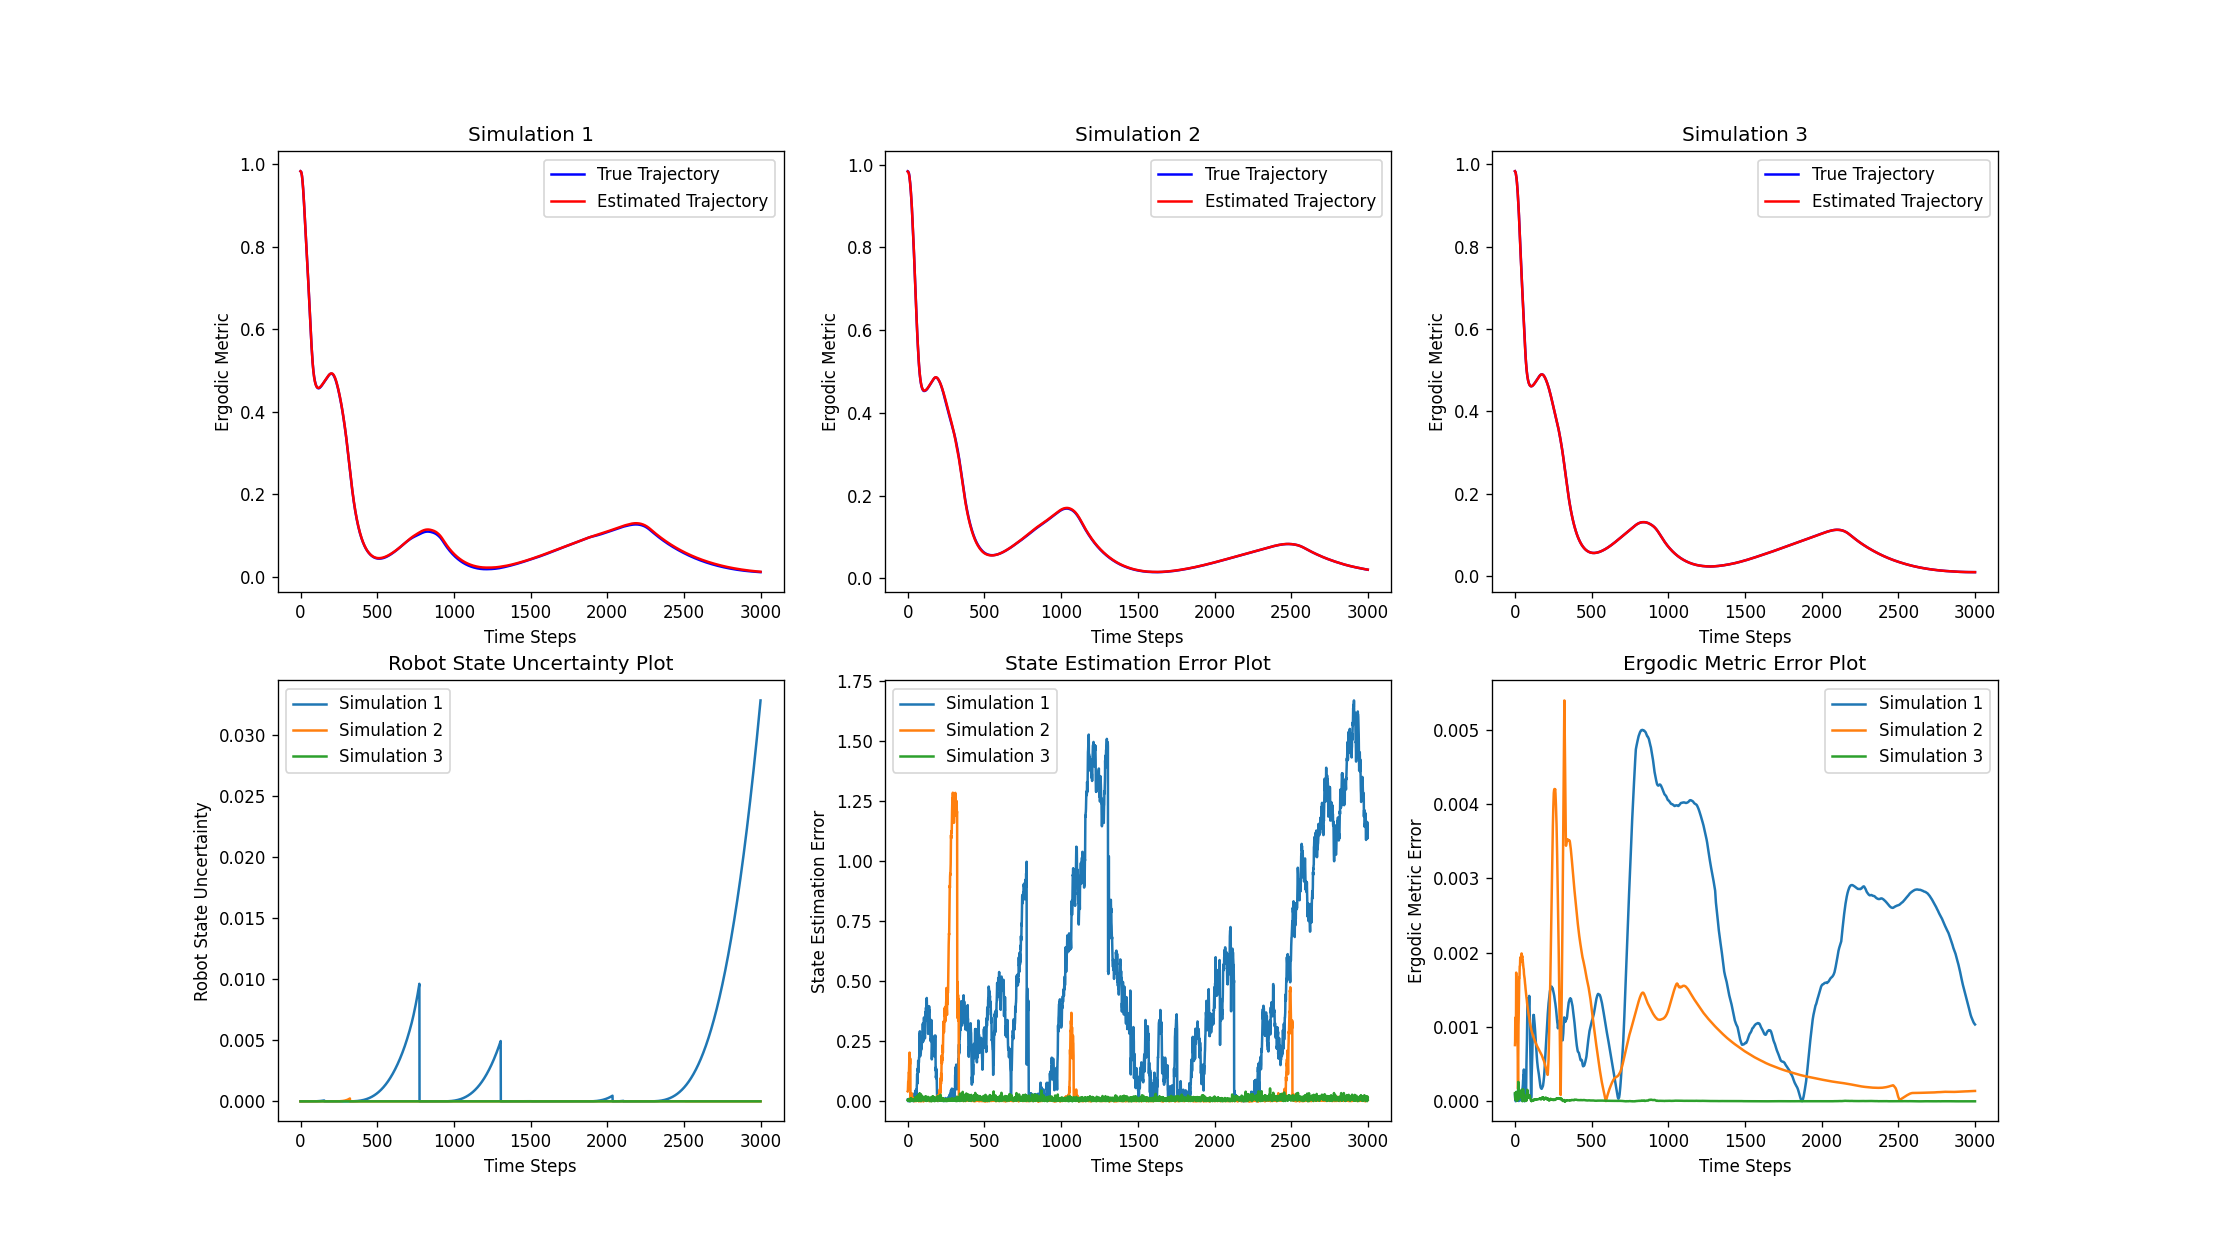 Simulation 1
Ergodic Metric
1.0
0.8
0.6
0.4
0.2
0.0
True Trajectory
Estimated Trajectory
0 500 1000 1500 2000 2500 3000
Time Steps
Simulation 2
Ergodic Metric
1.0
0.8
0.6
0.4
0.2
0.0
True Trajectory
Estimated Trajectory
0 500 1000 1500 2000 2500 3000
Time Steps
Simulation 3
Ergodic Metric
1.0
0.8
0.6
0.4
0.2
0.0
True Trajectory
Estimated Trajectory
0 500 1000 1500 2000 2500 3000
Time Steps
Robot State Uncertainty Plot
Robot State Uncertainty
0.030
0.025
0.020
0.015
0.010
0.005
0.000
Simulation 1
Simulation 2
Simulation 3
0 500 1000 1500 2000 2500 3000
Time Steps
State Estimation Error Plot
State Estimation Error
1.75
1.50
1.25
1.00
0.75
0.50
0.25
0.00
Simulation 1
Simulation 2
Simulation 3
0 500 1000 1500 2000 2500 3000
Time Steps
Ergodic Metric Error Plot
Ergodic Metric Error
0.005
0.004
0.003
0.002
0.001
0.000
Simulation 1
Simulation 2
Simulation 3
0 500 1000 1500 2000 2500 3000
Time Steps